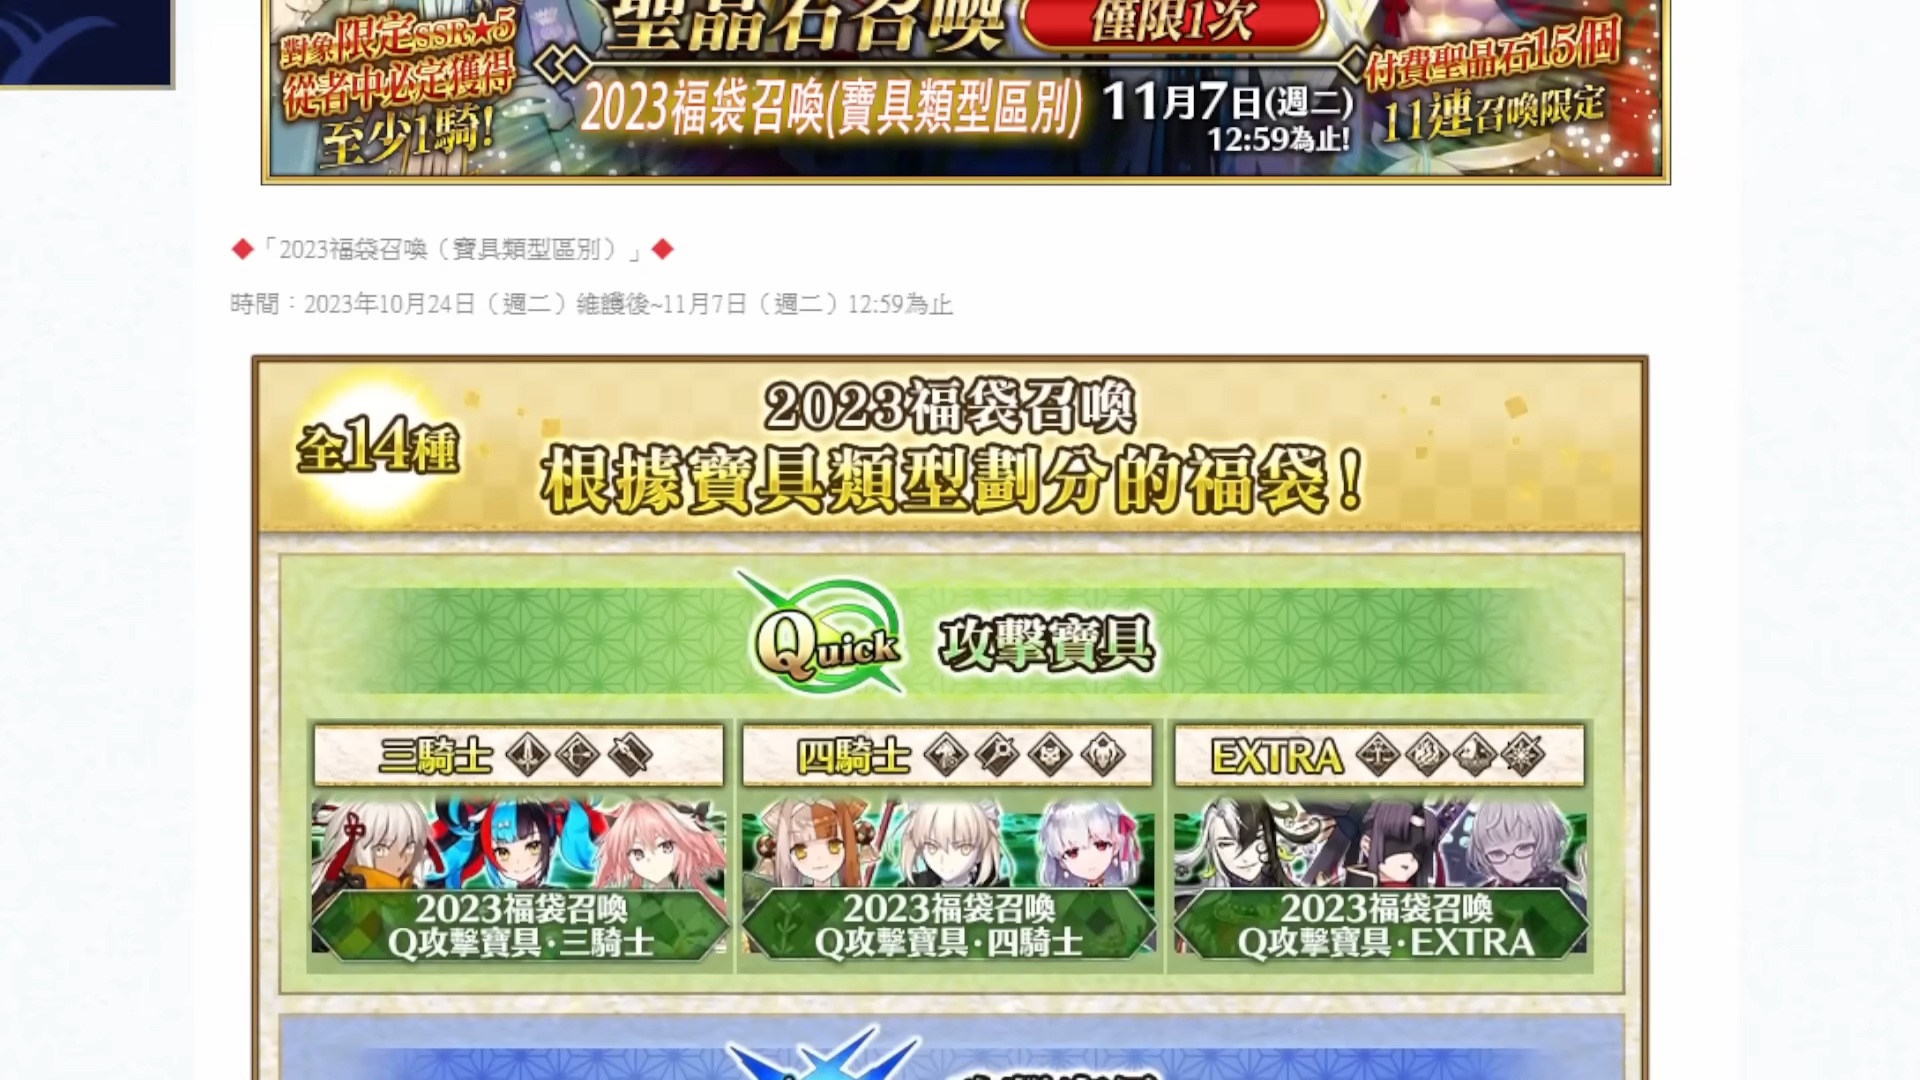 聖晶石召喚
僅限1次
對象限定SSR★5
從者中必定獲得
至少1騎!
2023福袋召喚(寶具類型區別)
11月7日(週二)
12:59為止!
付費聖晶石15個
11連召喚限定
◆「2023福袋召喚（寶具類型區別）」◆
時間：2023年10月24日（週二）維護後~11月7日（週二）12:59為止
全14種
2023福袋召喚
根據寶具類型劃分的福袋!
Quick 攻擊寶具
三騎士
四騎士
EXTRA
2023福袋召喚
Q攻擊寶具·三騎士
2023福袋召喚
Q攻擊寶具·四騎士
2023福袋召喚
Q攻擊寶具·EXTRA